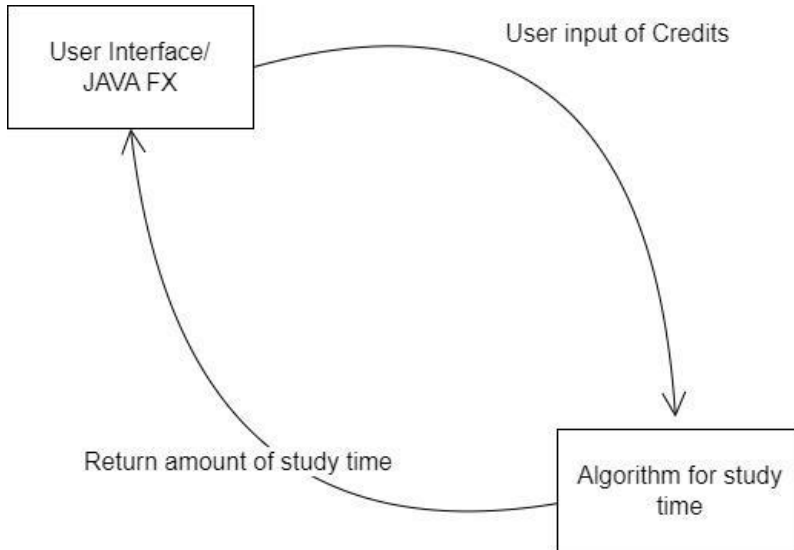 User Interface/
JAVA FX
User input of Credits
Return amount of study time
Algorithm for study
time